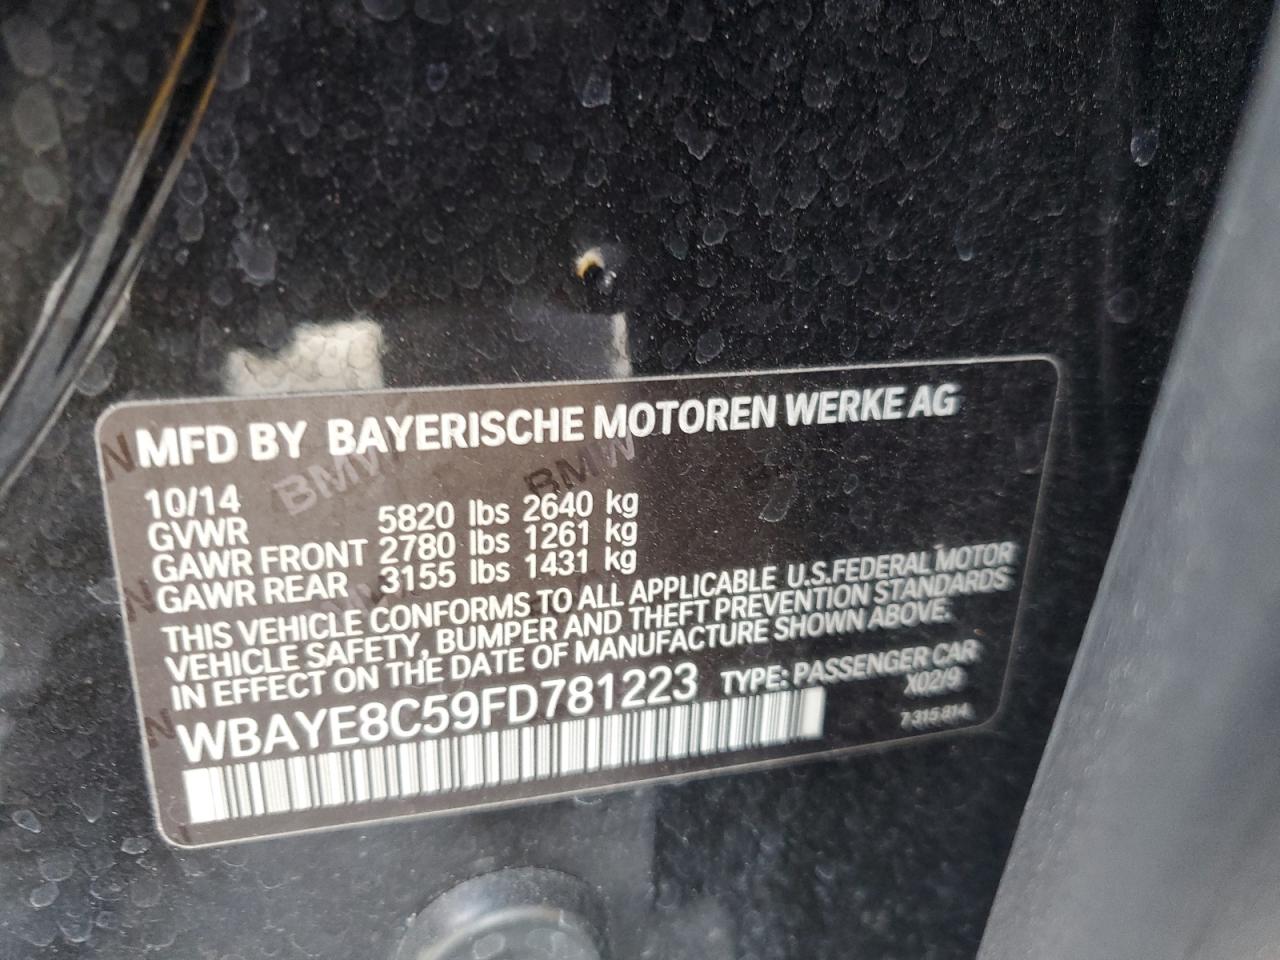 MFD BY BAYERISCHE MOTOREN WERKE AG
10/14
GVWR 5820 lbs 2640 kg
GAWR FRONT 2780 lbs 1261 kg
GAWR REAR 3155 lbs 1431 kg
THIS VEHICLE CONFORMS TO ALL APPLICABLE U.S.FEDERAL MOTOR
VEHICLE SAFETY, BUMPER AND THEFT PREVENTION STANDARDS
IN EFFECT ON THE DATE OF MANUFACTURE SHOWN ABOVE.
WBAYE8C59FD781223 TYPE: PASSENGER CAR
X02/9
7 315 814
BMW
BMW